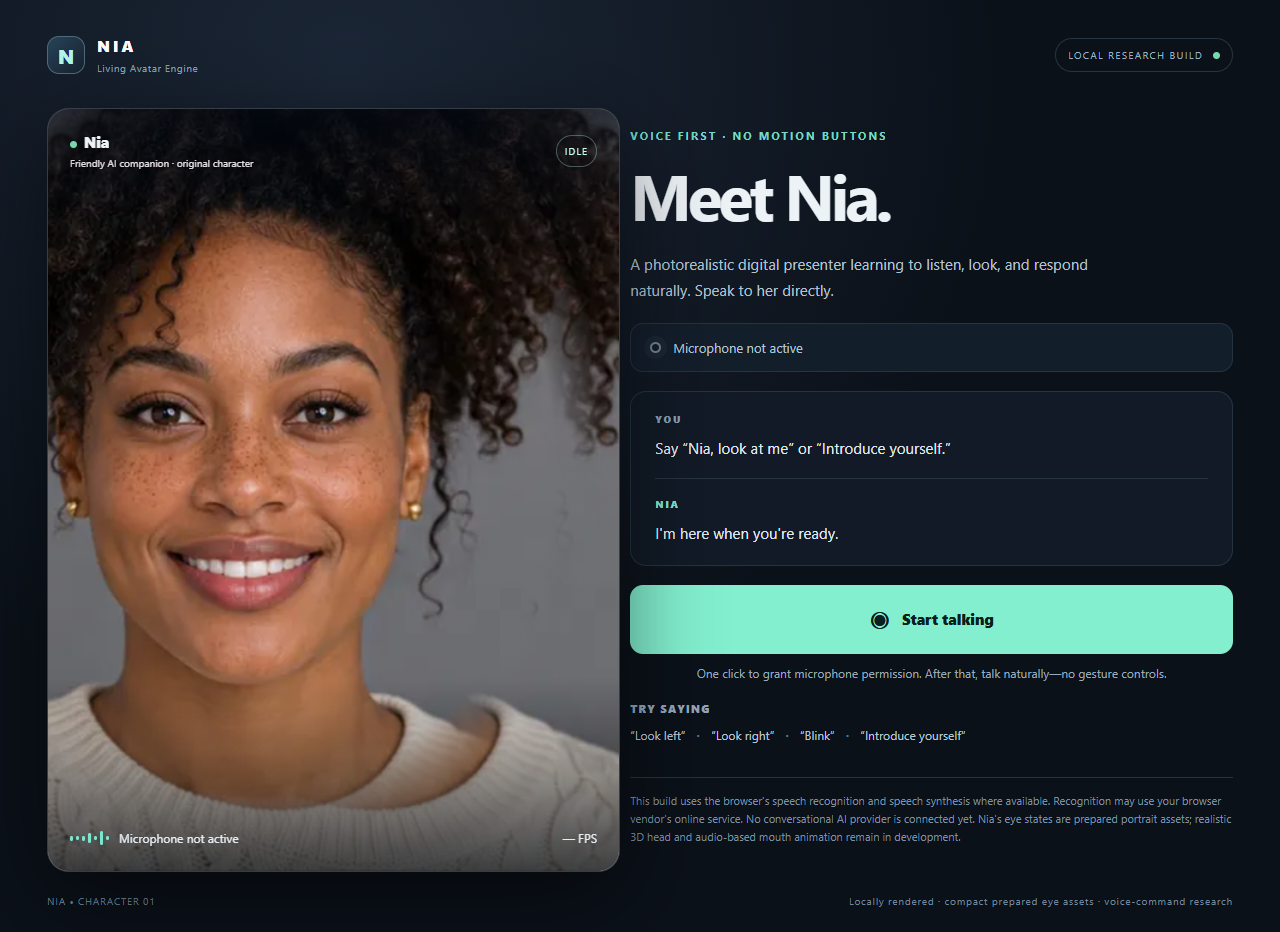 N
NIA
Living Avatar Engine
LOCAL RESEARCH BUILD
Nia
Friendly AI companion · original character
IDLE
Microphone not active
— FPS
VOICE FIRST · NO MOTION BUTTONS
Meet Nia.
A photorealistic digital presenter learning to listen, look, and respond
naturally. Speak to her directly.
Microphone not active
YOU
Say “Nia, look at me” or “Introduce yourself.”
NIA
I'm here when you're ready.
Start talking
One click to grant microphone permission. After that, talk naturally—no gesture controls.
TRY SAYING
“Look left” · “Look right” · “Blink” · “Introduce yourself”
This build uses the browser's speech recognition and speech synthesis where available. Recognition may use your browser
vendor's online service. No conversational AI provider is connected yet. Nia's eye states are prepared portrait assets; realistic
3D head and audio-based mouth animation remain in development.
NIA • CHARACTER 01
Locally rendered · compact prepared eye assets · voice-command research